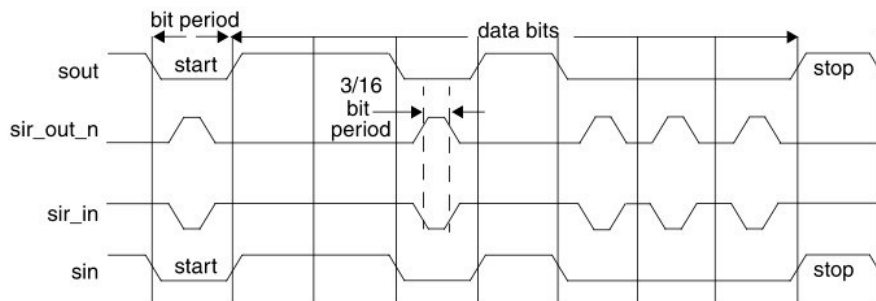 bit period
data bits
sout
start
stop
3/16
bit
period
sir_out_n
sir_in
sin
start
stop